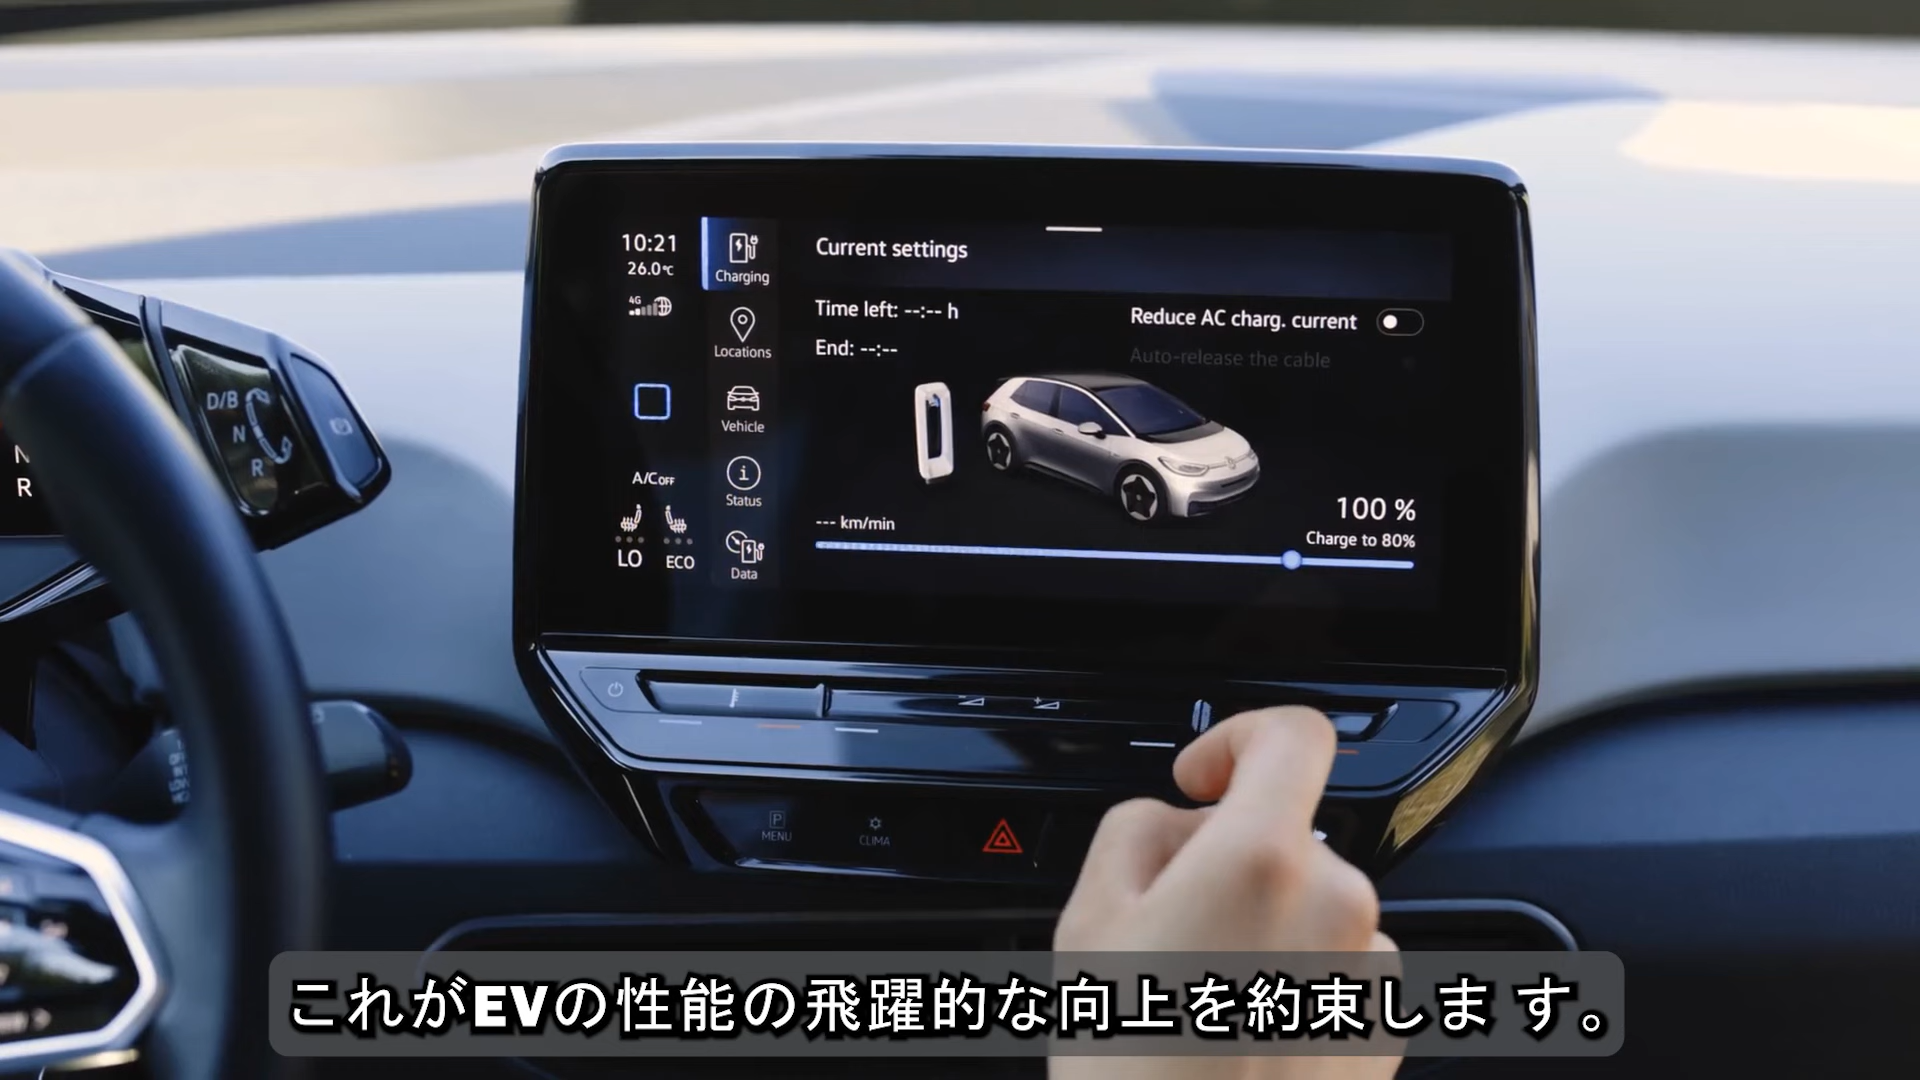 10:21
26.0°C
4G
Charging
Locations
Vehicle
Status
Data
A/C OFF
LO
ECO
Current settings
Time left: --:-- h
End: --:--
Reduce AC charg. current
Auto-release the cable
--- km/min
100 %
Charge to 80%
D/B
N
R
N
R
P
MENU
CLIMA
これがEVの性能の飛躍的な向上を約束しま す。